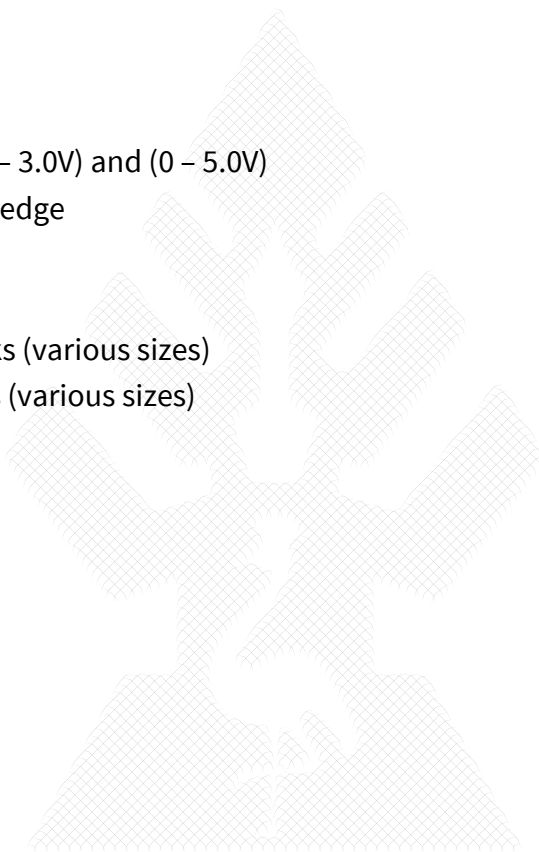 – 3.0V) and (0 – 5.0V)
edge
s (various sizes)
(various sizes)